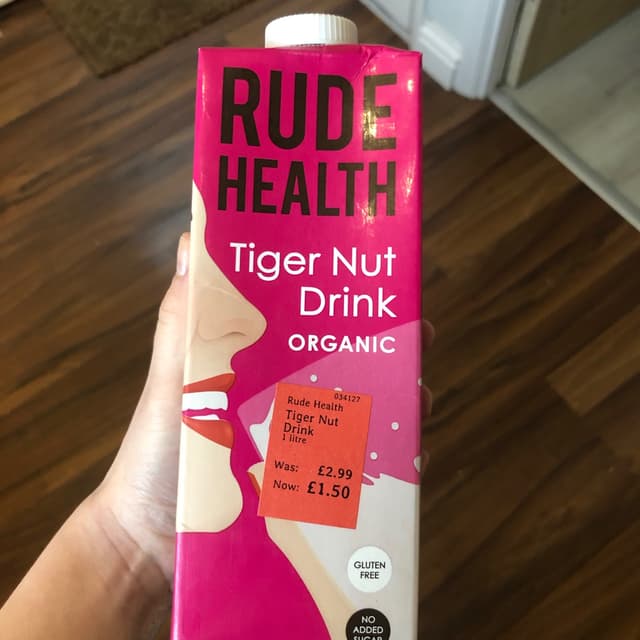 RUDE
HEALTH
Tiger Nut
Drink
ORGANIC
034127
Rude Health
Tiger Nut
Drink
1 litre
Was: £2.99
Now: £1.50
GLUTEN
FREE
NO
ADDED
SUGAR